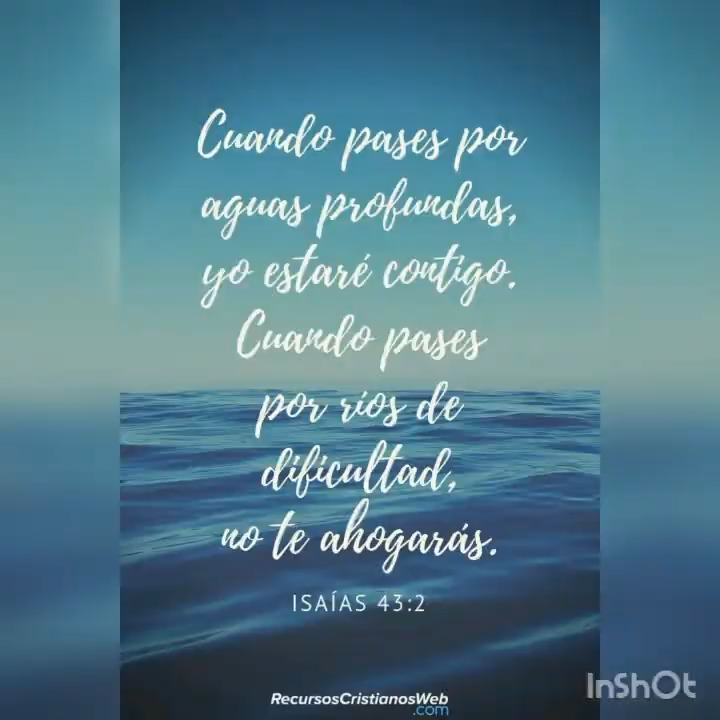 Cuando pases por
aguas profundas,
yo estaré contigo.
Cuando pases
por ríos de
dificultad,
no te ahogarás.
ISAÍAS 43:2
RecursosCristianosWeb
.com
InShOt